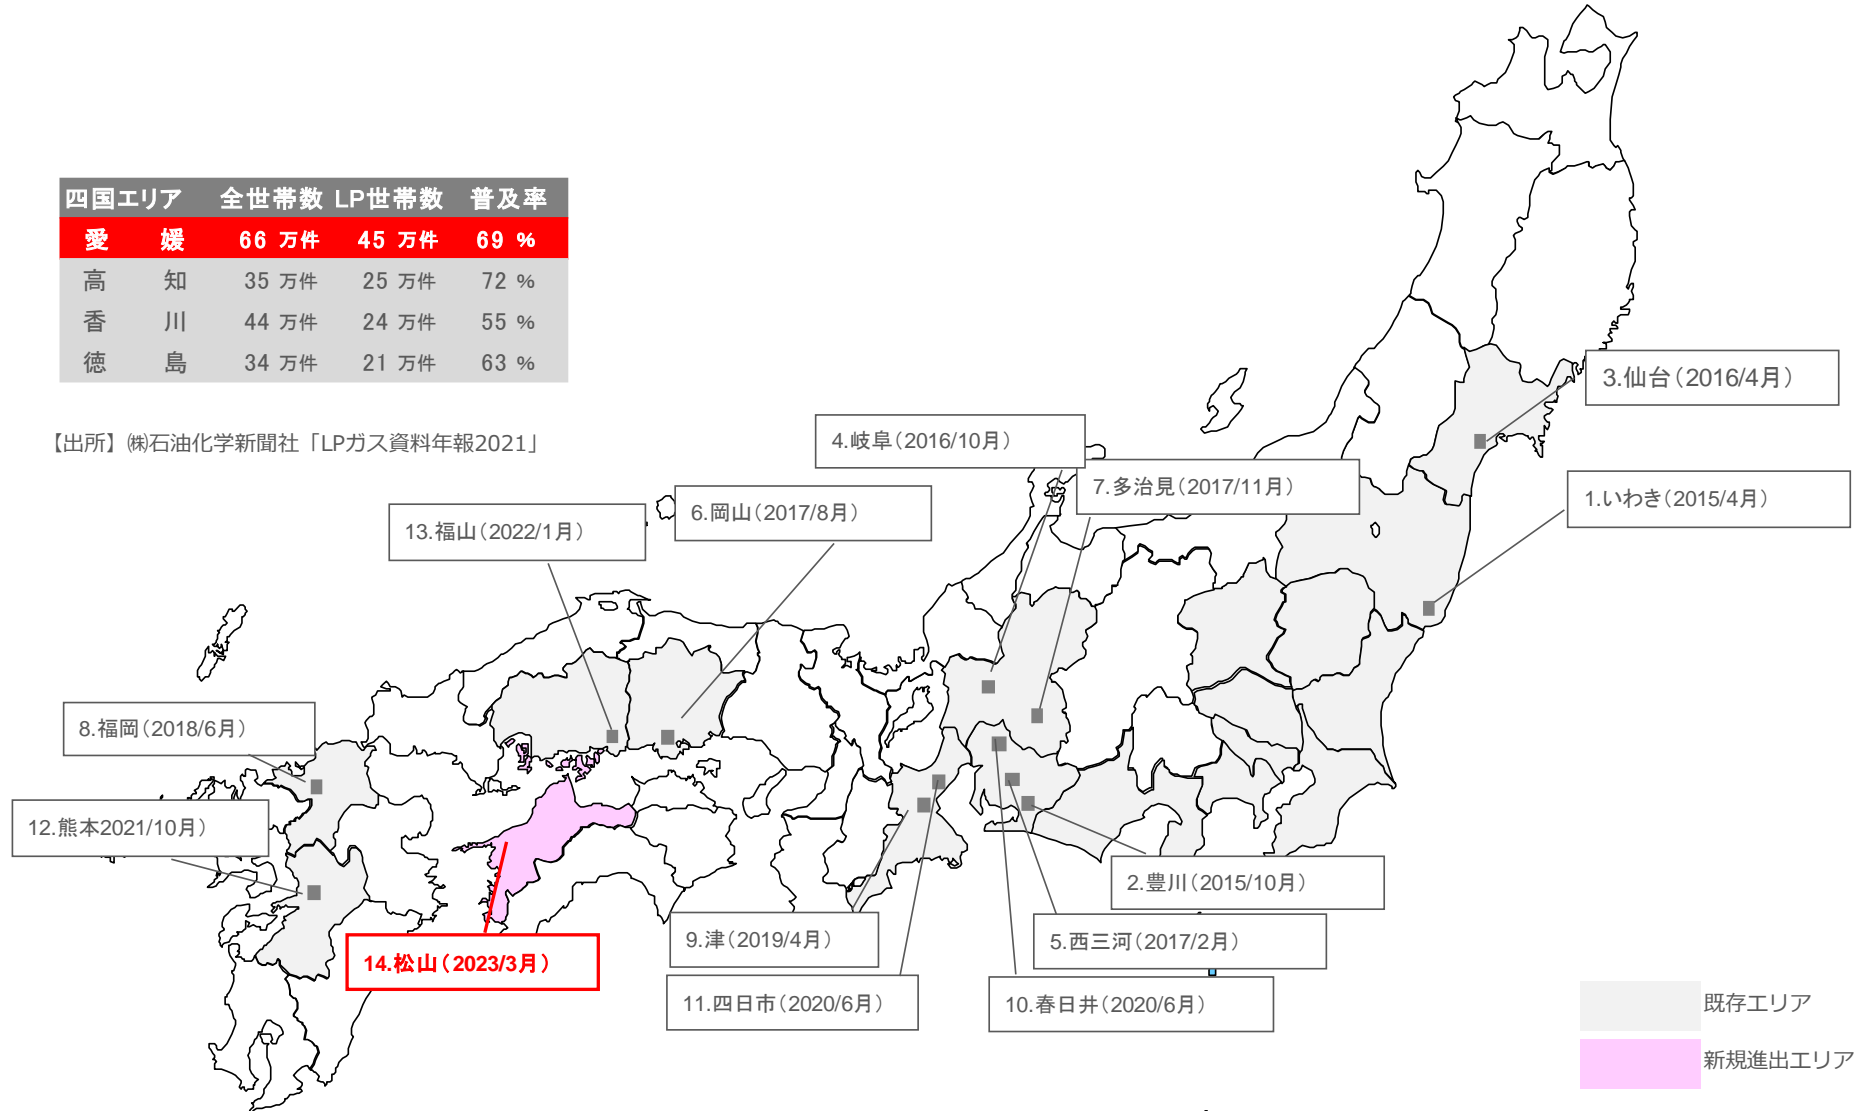 四国エリア 全世帯数 LP世帯数 普及率
愛媛 66 万件 45 万件 69 %
高知 35 万件 25 万件 72 %
香川 44 万件 24 万件 55 %
徳島 34 万件 21 万件 63 %
【出所】㈱石油化学新聞社「LPガス資料年報2021」
3.仙台（2016/4月）
4.岐阜（2016/10月）
7.多治見（2017/11月）
1.いわき（2015/4月）
6.岡山（2017/8月）
13.福山（2022/1月）
8.福岡（2018/6月）
12.熊本2021/10月）
2.豊川（2015/10月）
9.津（2019/4月）
5.西三河（2017/2月）
14.松山（2023/3月）
11.四日市（2020/6月）
10.春日井（2020/6月）
既存エリア
新規進出エリア